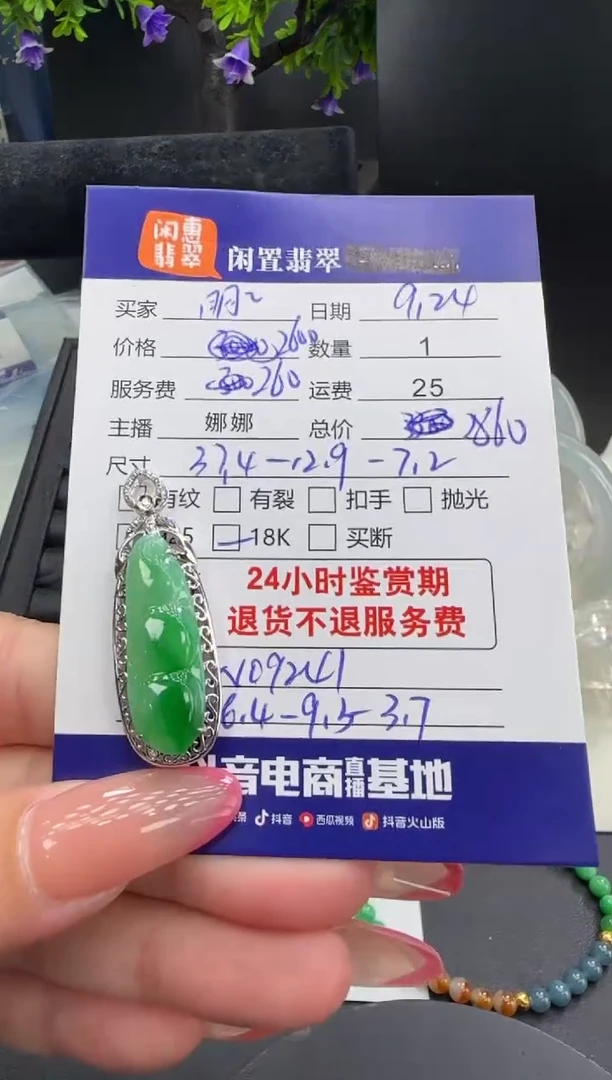 闲惠翡翠
闲置翡翠
买家 日期 9.24
价格 2600 数量 1
服务费 260 运费 25
主播 娜娜 总价 2860
尺寸 37.4-12.9-7.2
有纹 有裂 扣手 抛光
18K 买断
24小时鉴赏期
退货不退服务费
V09241
6.4-9.5-3.7
抖音电商直播基地
头条 抖音 西瓜视频 抖音火山版